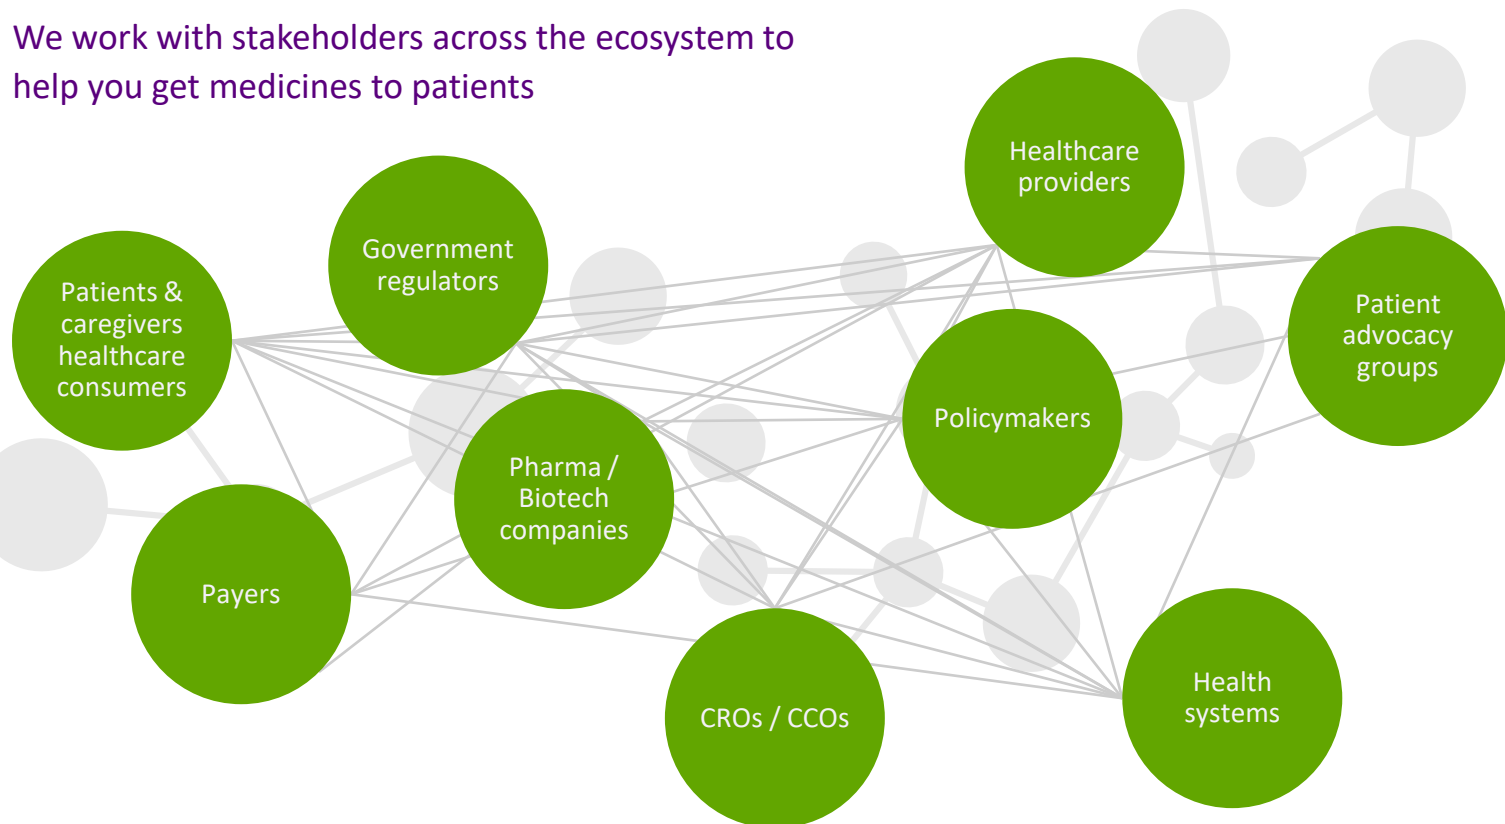 We work with stakeholders across the ecosystem to
help you get medicines to patients
Healthcare
providers
Government
regulators
Patients &
caregivers
healthcare
consumers
Patient
advocacy
groups
Policymakers
Pharma /
Biotech
companies
Payers
CROs / CCOs
Health
systems